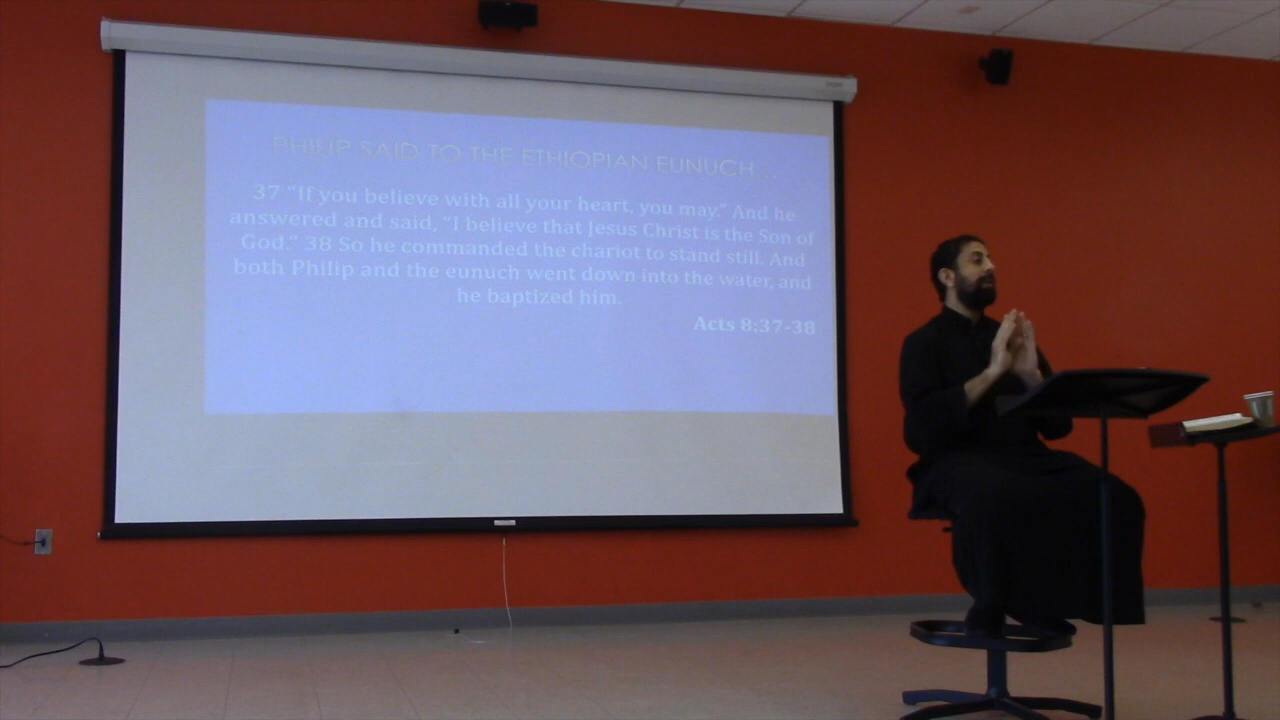 PHILIP SAID TO THE ETHIOPIAN EUNUCH...
37 "If you believe with all your heart, you may." And he
answered and said, "I believe that Jesus Christ is the Son of
God." 38 So he commanded the chariot to stand still. And
both Philip and the eunuch went down into the water, and
he baptized him.
Acts 8:37-38